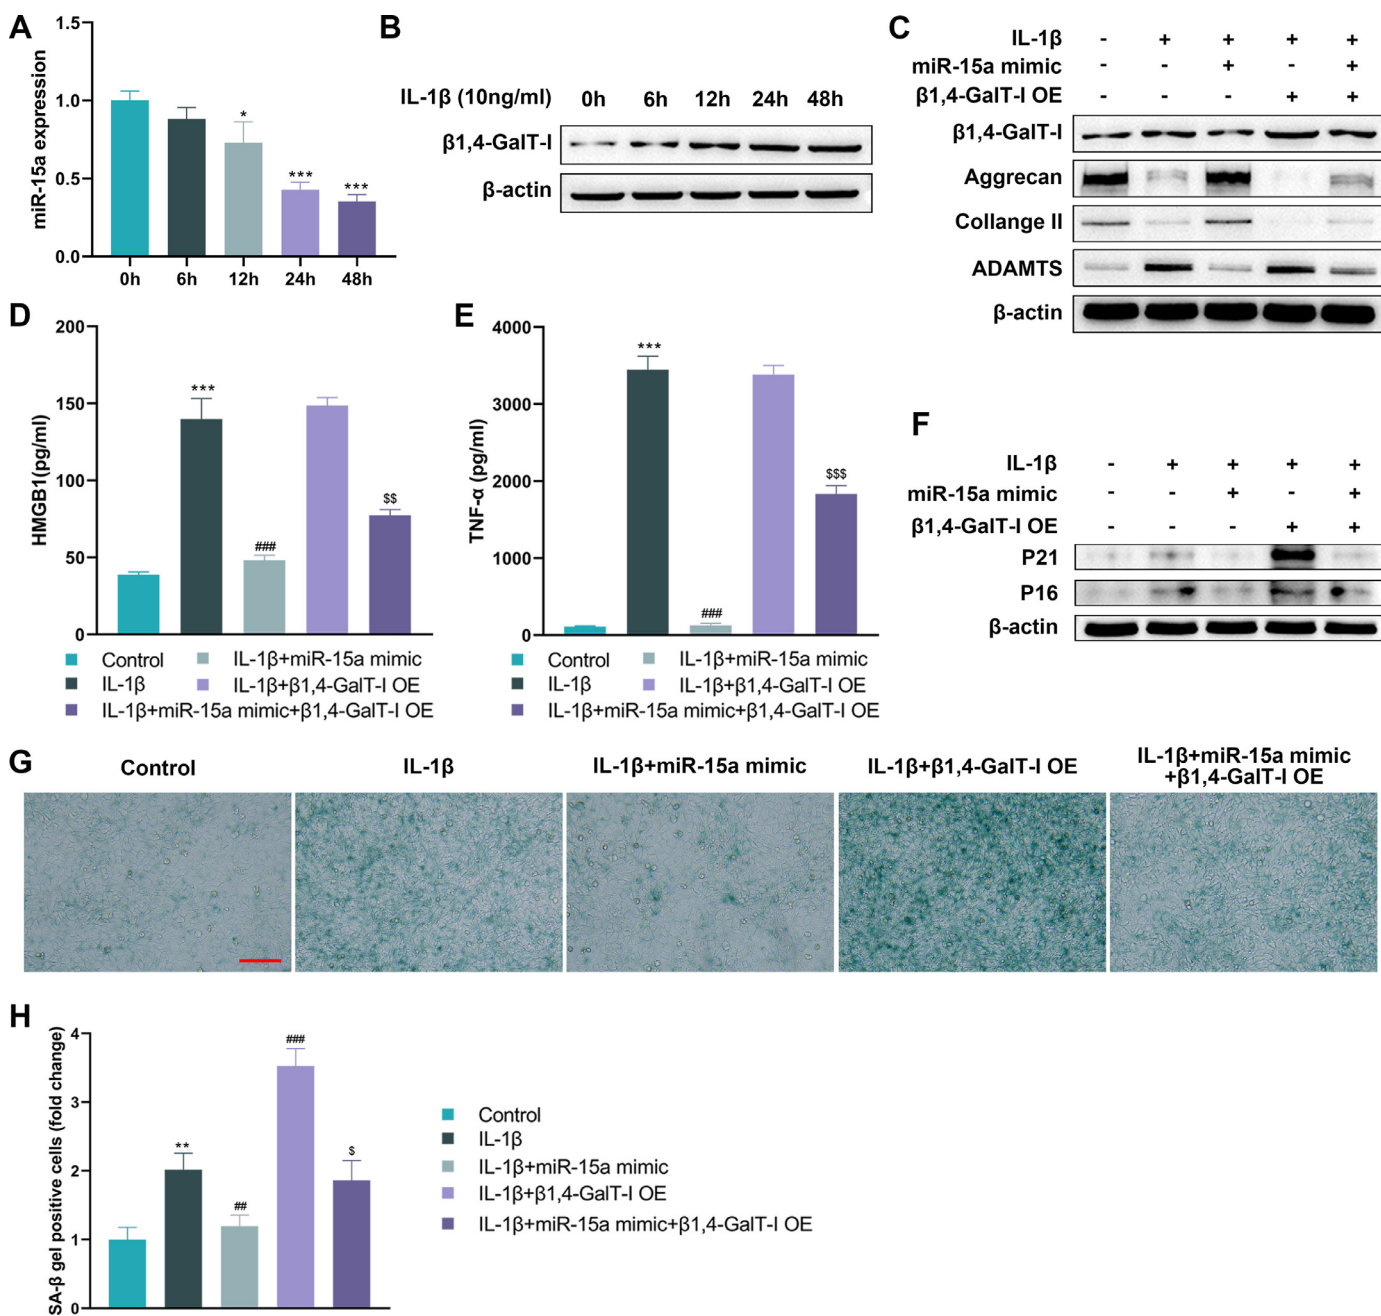 A
miR-15a expression
1.5
1.0
0.5
0.0
*
***
***
0h 6h 12h 24h 48h
B
IL-1β (10ng/ml) 0h 6h 12h 24h 48h
β1,4-GalT-I
β-actin
C
IL-1β - + + + +
miR-15a mimic - - + - +
β1,4-GalT-I OE - - - + +
β1,4-GalT-I
Aggrecan
Collange II
ADAMTS
β-actin
D
HMGB1(pg/ml)
200
150
100
50
0
***
###
$$
Control
IL-1β+miR-15a mimic
IL-1β
IL-1β+β1,4-GalT-I OE
IL-1β+miR-15a mimic+β1,4-GalT-I OE
E
TNF-α (pg/ml)
4000
3000
2000
1000
0
***
###
$$$
Control
IL-1β+miR-15a mimic
IL-1β
IL-1β+β1,4-GalT-I OE
IL-1β+miR-15a mimic+β1,4-GalT-I OE
F
IL-1β - + + + +
miR-15a mimic - - + - +
β1,4-GalT-I OE - - - + +
P21
P16
β-actin
G
Control
IL-1β
IL-1β+miR-15a mimic
IL-1β+β1,4-GalT-I OE
IL-1β+miR-15a mimic
+β1,4-GalT-I OE
H
SA-β gel positive cells (fold change)
4
3
2
1
0
**
##
###
$
Control
IL-1β
IL-1β+miR-15a mimic
IL-1β+β1,4-GalT-I OE
IL-1β+miR-15a mimic+β1,4-GalT-I OE